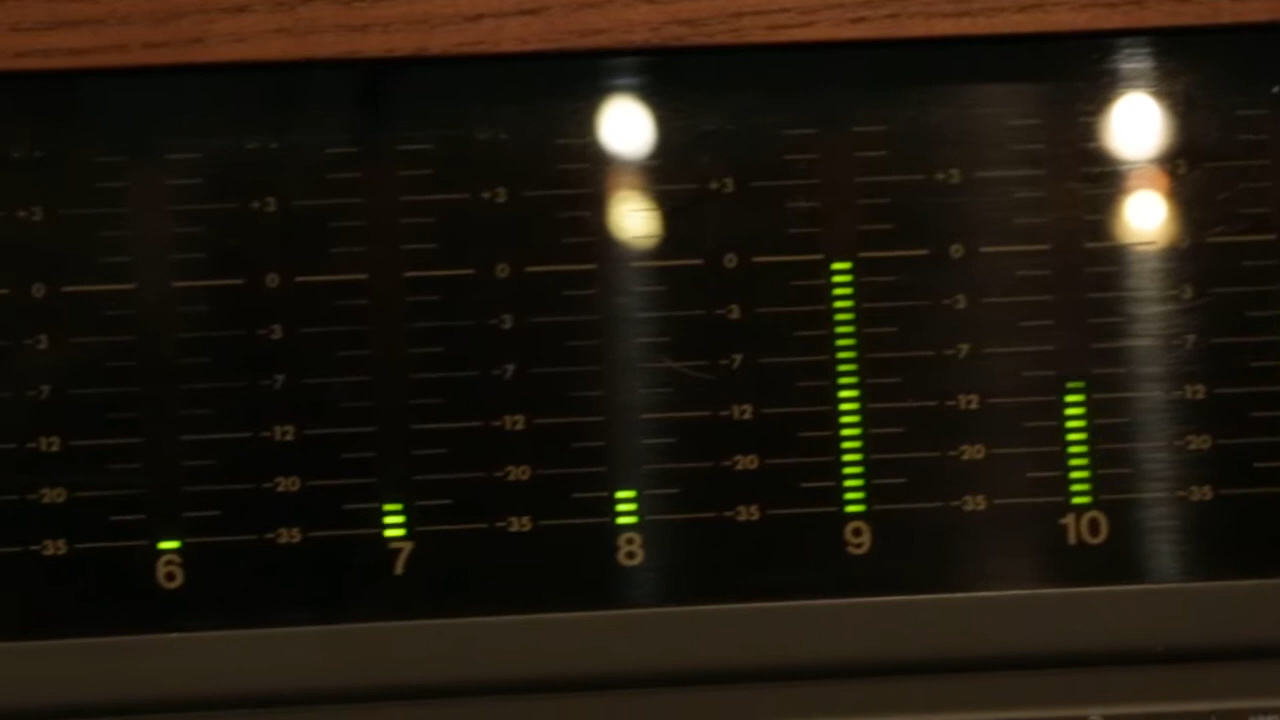 +3 +3 +3 +3 +3 3
0 0 0 0 0
-3 -3 -3 -3 -3 -3
-7 -7 -7 -7 -7 -7
-12 -12 -12 -12 -12 -12
-20 -20 -20 -20 -20 -20
-35 -35 -35 -35 -35 -35
6 7 8 9 10